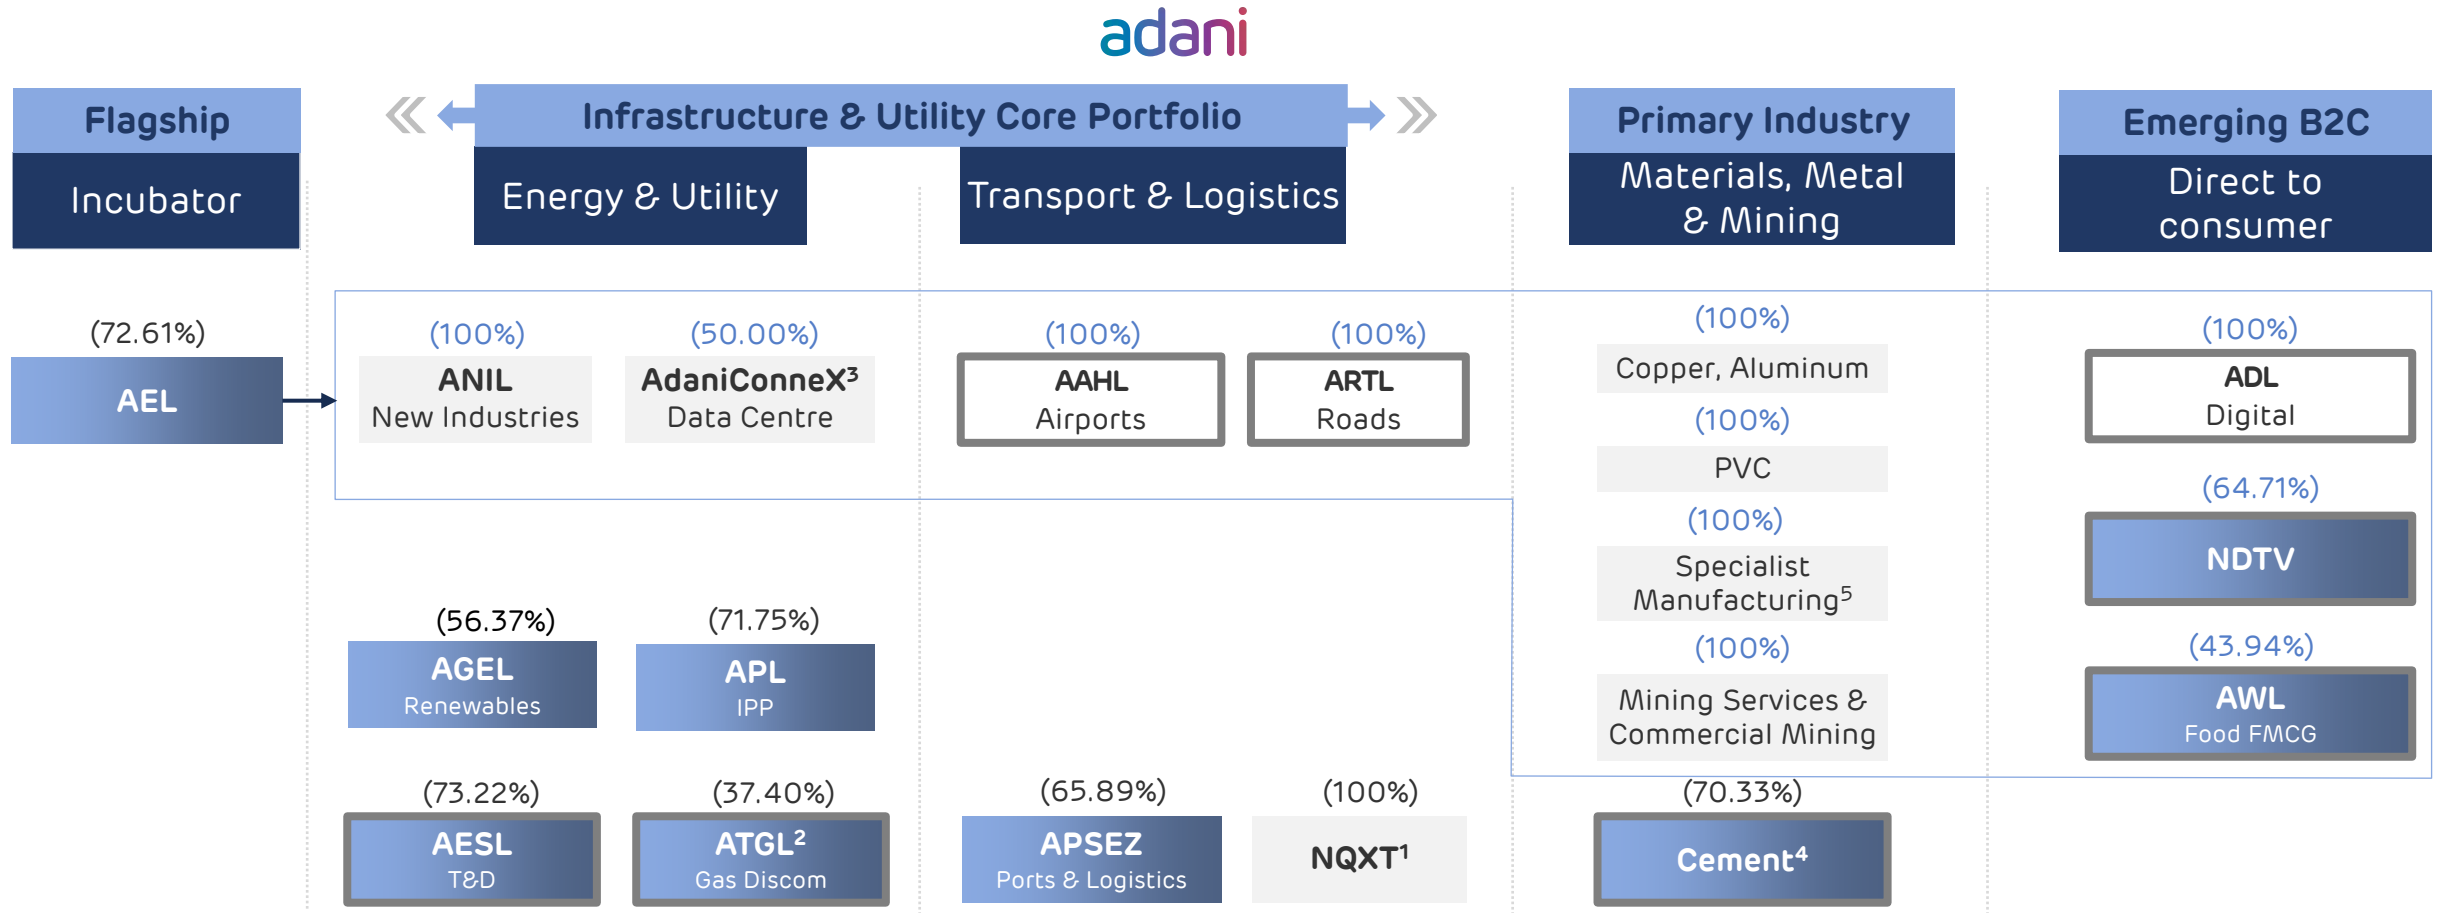 adani
Flagship
Infrastructure & Utility Core Portfolio
Primary Industry
Emerging B2C
Incubator
Energy & Utility
Transport & Logistics
Materials, Metal
& Mining
Direct to
consumer
(72.61%)
AEL
(100%)
ANIL
New Industries
(50.00%)
AdaniConneX³
Data Centre
(100%)
AAHL
Airports
(100%)
ARTL
Roads
(100%)
Copper, Aluminum
(100%)
PVC
(100%)
Specialist
Manufacturing⁵
(100%)
Mining Services &
Commercial Mining
(100%)
ADL
Digital
(64.71%)
NDTV
(43.94%)
AWL
Food FMCG
(56.37%)
AGEL
Renewables
(71.75%)
APL
IPP
(73.22%)
AESL
T&D
(37.40%)
ATGL²
Gas Discom
(65.89%)
APSEZ
Ports & Logistics
(100%)
NQXT¹
(70.33%)
Cement⁴